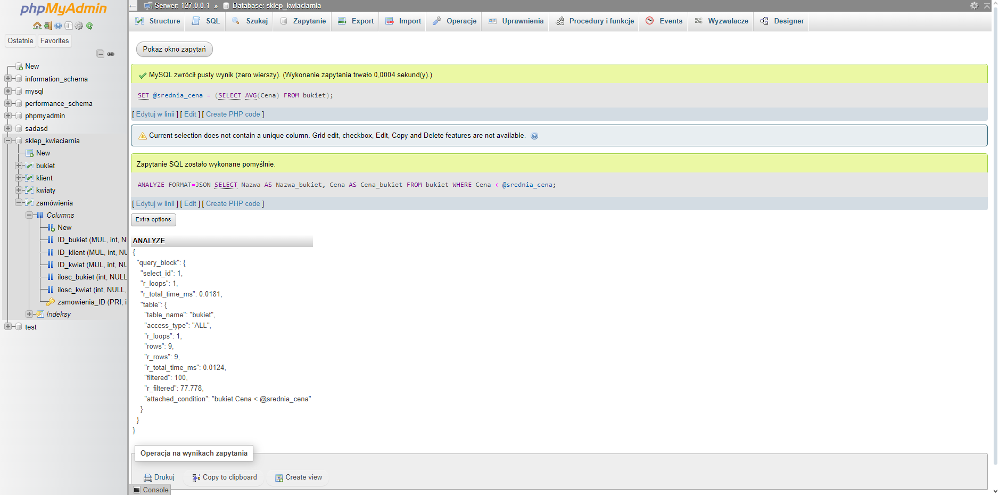 phpMyAdmin
Ostatnie Favorites
New
information_schema
mysql
performance_schema
phpmyadmin
sadasd
sklep_kwiaciarnia
New
bukiet
klient
kwiaty
zamówienia
Columns
New
ID_bukiet (MUL, int, NU
ID_klient (MUL, int, NU
ID_kwiat (MUL, int, NU
ilosc_bukiet (int, NULL
ilosc_kwiat (int, NULL,
zamowienia_ID (PRI, i
Indeksy
test
Serwer: 127.0.0.1 » Database: sklep_kwiaciarnia
Structure SQL Szukaj Zapytanie Export Import Operacje Uprawnienia Procedury i funkcje Events Wyzwalacze Designer
Pokaż okno zapytań
MySQL zwrócił pusty wynik (zero wierszy). (Wykonanie zapytania trwało 0,0004 sekund(y).)
SET @srednia_cena = (SELECT AVG(Cena) FROM bukiet);
[ Edytuj w linii ] [ Edit ] [ Create PHP code ]
Current selection does not contain a unique column. Grid edit, checkbox, Edit, Copy and Delete features are not available.
Zapytanie SQL zostało wykonane pomyślnie.
ANALYZE FORMAT=JSON SELECT Nazwa AS Nazwa_bukiet, Cena AS Cena_bukiet FROM bukiet WHERE Cena < @srednia_cena;
[ Edytuj w linii ] [ Edit ] [ Create PHP code ]
Extra options
ANALYZE
{
"query_block": {
"select_id": 1,
"r_loops": 1,
"r_total_time_ms": 0.0181,
"table": {
"table_name": "bukiet",
"access_type": "ALL",
"r_loops": 1,
"rows": 9,
"r_rows": 9,
"r_total_time_ms": 0.0124,
"filtered": 100,
"r_filtered": 77.778,
"attached_condition": "bukiet.Cena < @srednia_cena"
}
}
}
Operacja na wynikach zapytania
Drukuj Copy to clipboard Create view
Console